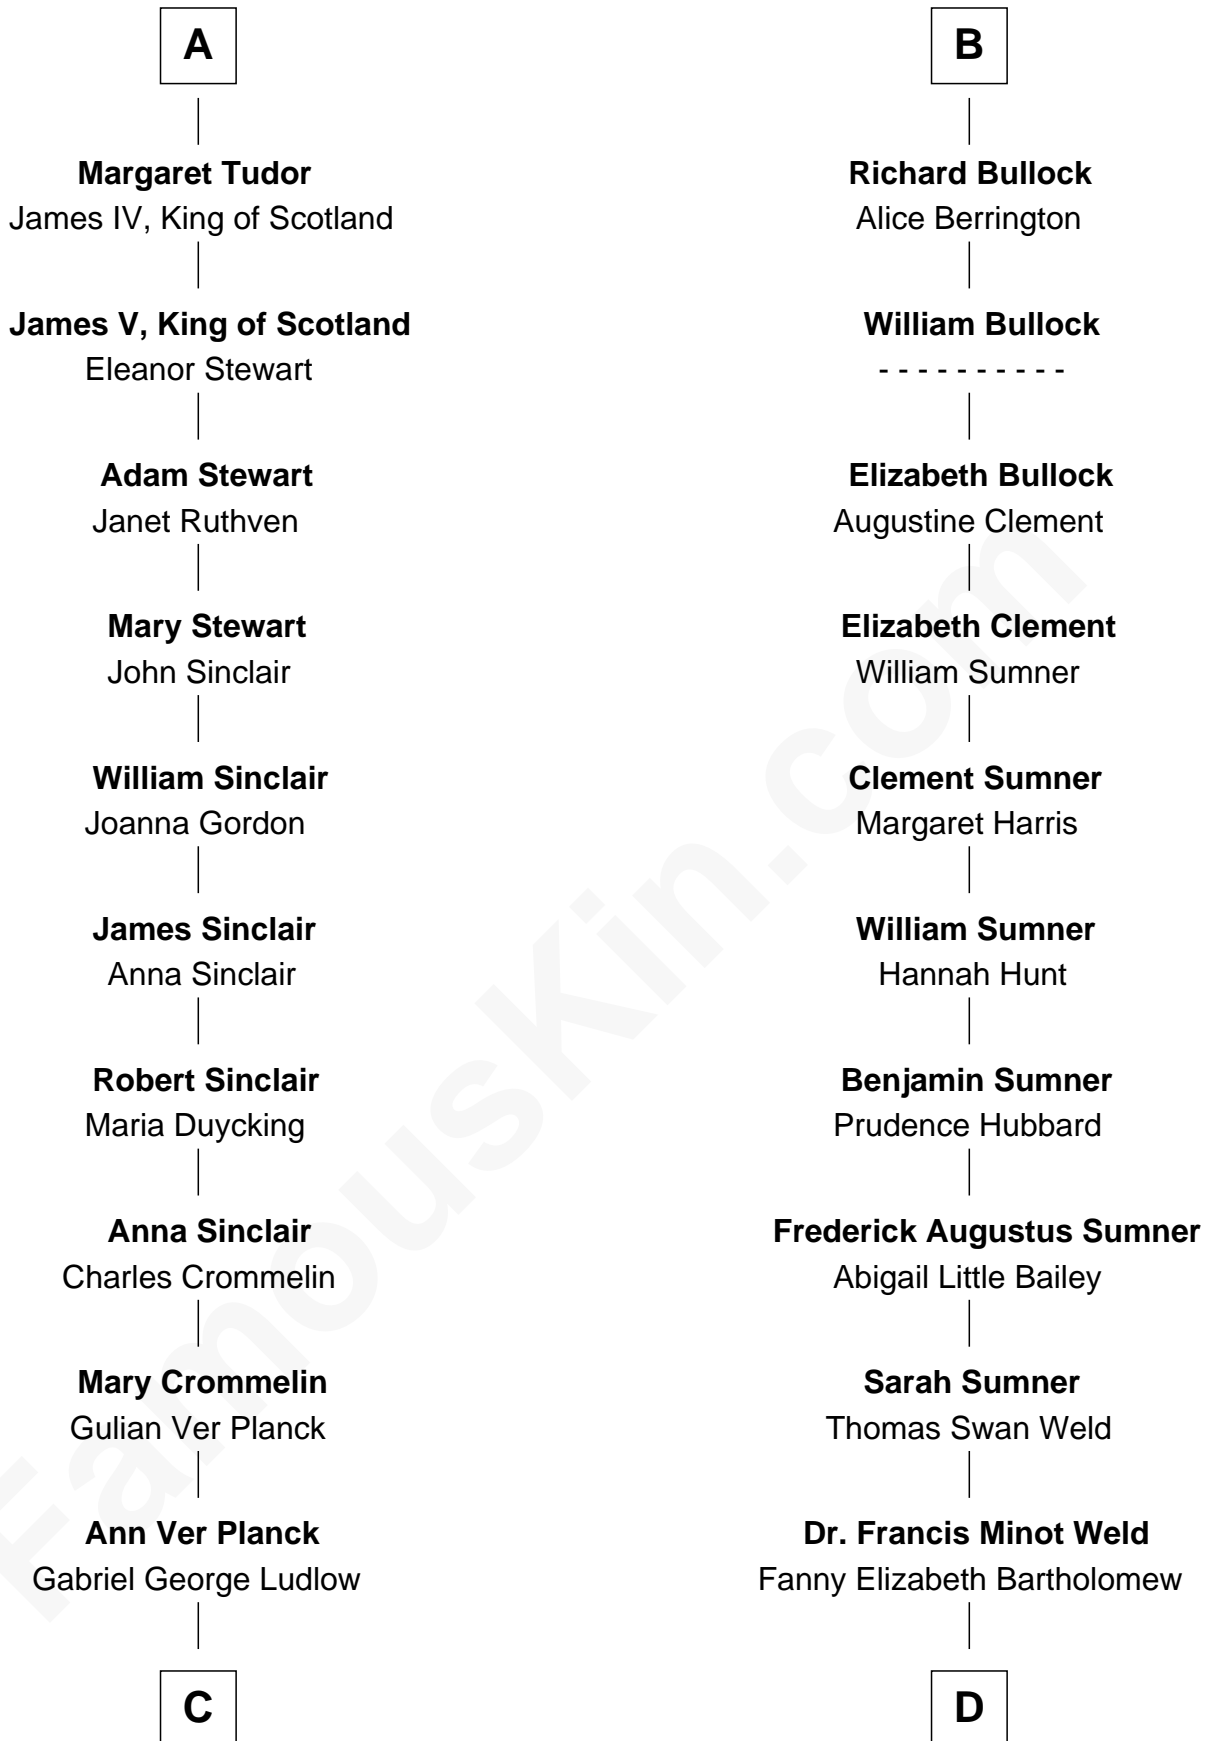 A
Margaret Tudor
James IV, King of Scotland
James V, King of Scotland
Eleanor Stewart
Adam Stewart
Janet Ruthven
Mary Stewart
John Sinclair
William Sinclair
Joanna Gordon
James Sinclair
Anna Sinclair
Robert Sinclair
Maria Duycking
Anna Sinclair
Charles Crommelin
Mary Crommelin
Gulian Ver Planck
Ann Ver Planck
Gabriel George Ludlow
C
B
Richard Bullock
Alice Berrington
William Bullock
- - - - - - - - - -
Elizabeth Bullock
Augustine Clement
Elizabeth Clement
William Sumner
Clement Sumner
Margaret Harris
William Sumner
Hannah Hunt
Benjamin Sumner
Prudence Hubbard
Frederick Augustus Sumner
Abigail Little Bailey
Sarah Sumner
Thomas Swan Weld
Dr. Francis Minot Weld
Fanny Elizabeth Bartholomew
D
FamousKin.com